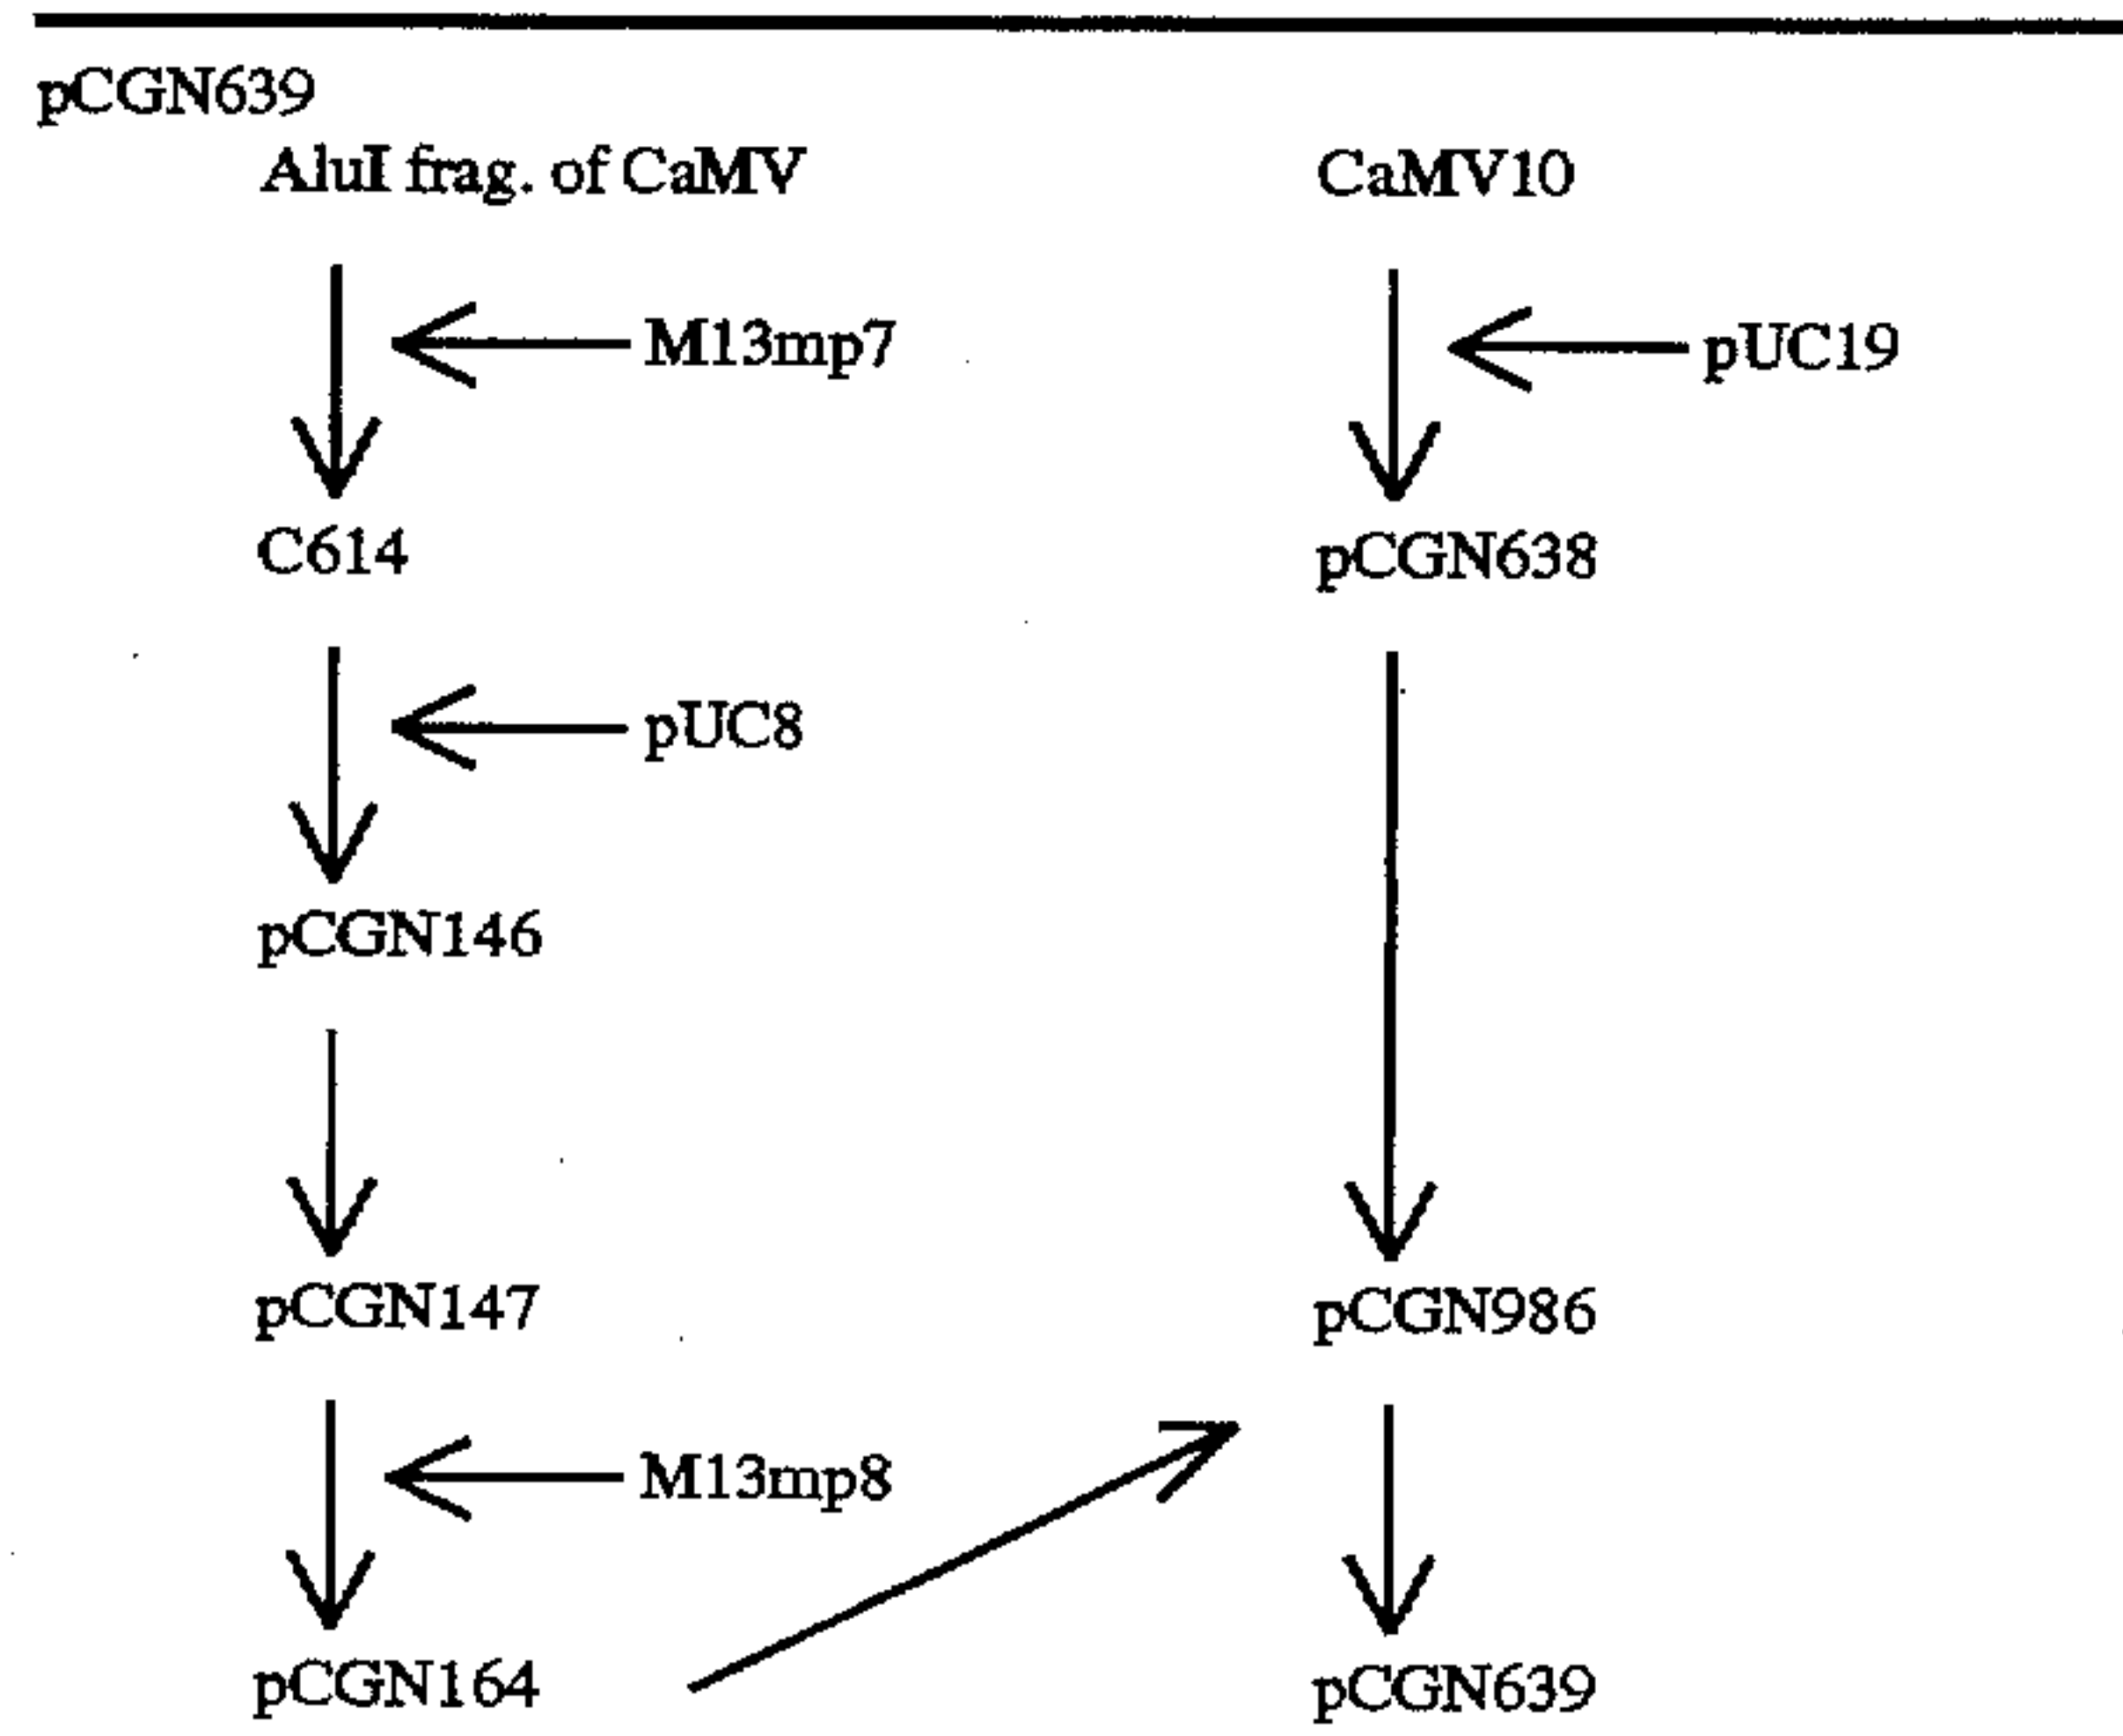 pCGN639
AluI frag. of CaMV
CaMV10
M13mp7
pUC19
C614
pCGN638
pUC8
pCGN146
pCGN147
pCGN986
M13mp8
pCGN164
pCGN639